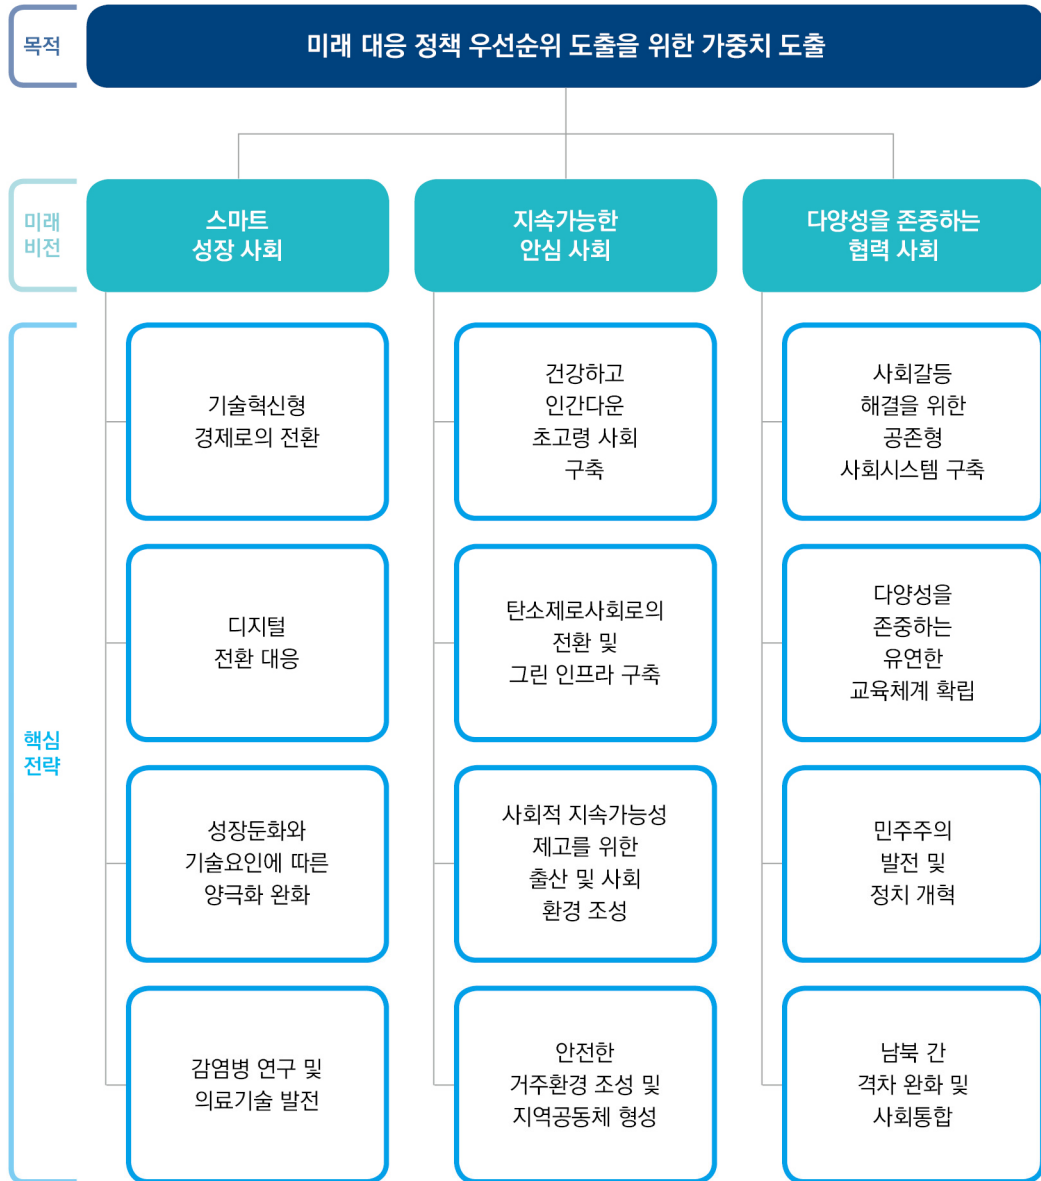 목적
미래 대응 정책 우선순위 도출을 위한 가중치 도출
미래
비전
스마트
성장 사회
지속가능한
안심 사회
다양성을 존중하는
협력 사회
핵심
전략
기술혁신형
경제로의 전환
디지털
전환 대응
성장둔화와
기술요인에 따른
양극화 완화
감염병 연구 및
의료기술 발전
건강하고
인간다운
초고령 사회
구축
탄소제로사회로의
전환 및
그린 인프라 구축
사회적 지속가능성
제고를 위한
출산 및 사회
환경 조성
안전한
거주환경 조성 및
지역공동체 형성
사회갈등
해결을 위한
공존형
사회시스템 구축
다양성을
존중하는
유연한
교육체계 확립
민주주의
발전 및
정치 개혁
남북 간
격차 완화 및
사회통합